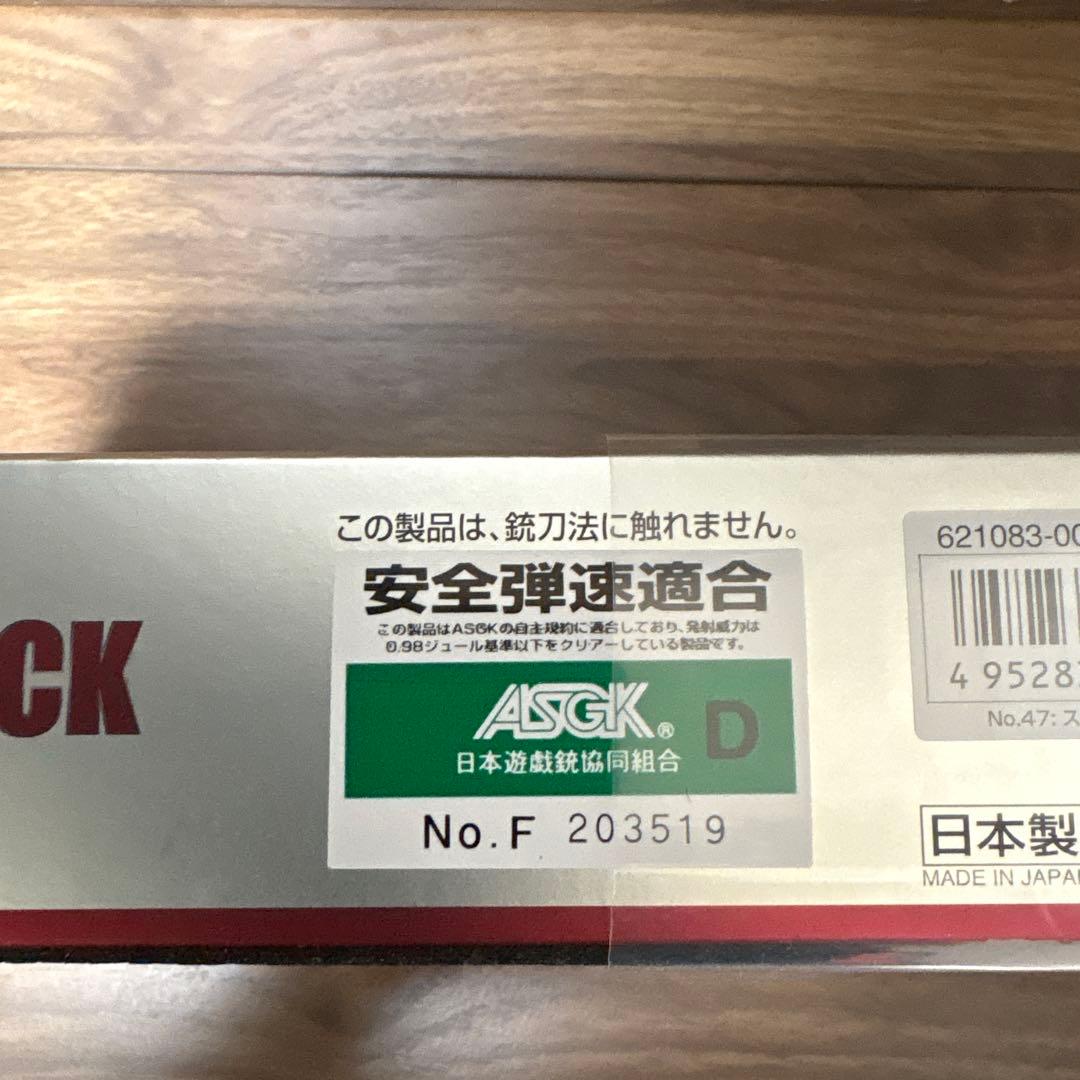 この製品は、銃刀法に触れません。
安全弾速適合
この製品はASGKの自主規約に適合しており、発射威力は
0.98ジュール基準以下をクリアーしている製品です。
ASGK® D
日本遊戯銃協同組合
No.F 203519
CK
621083-00
4 95283
No.47: ス
日本製
MADE IN JAPAN